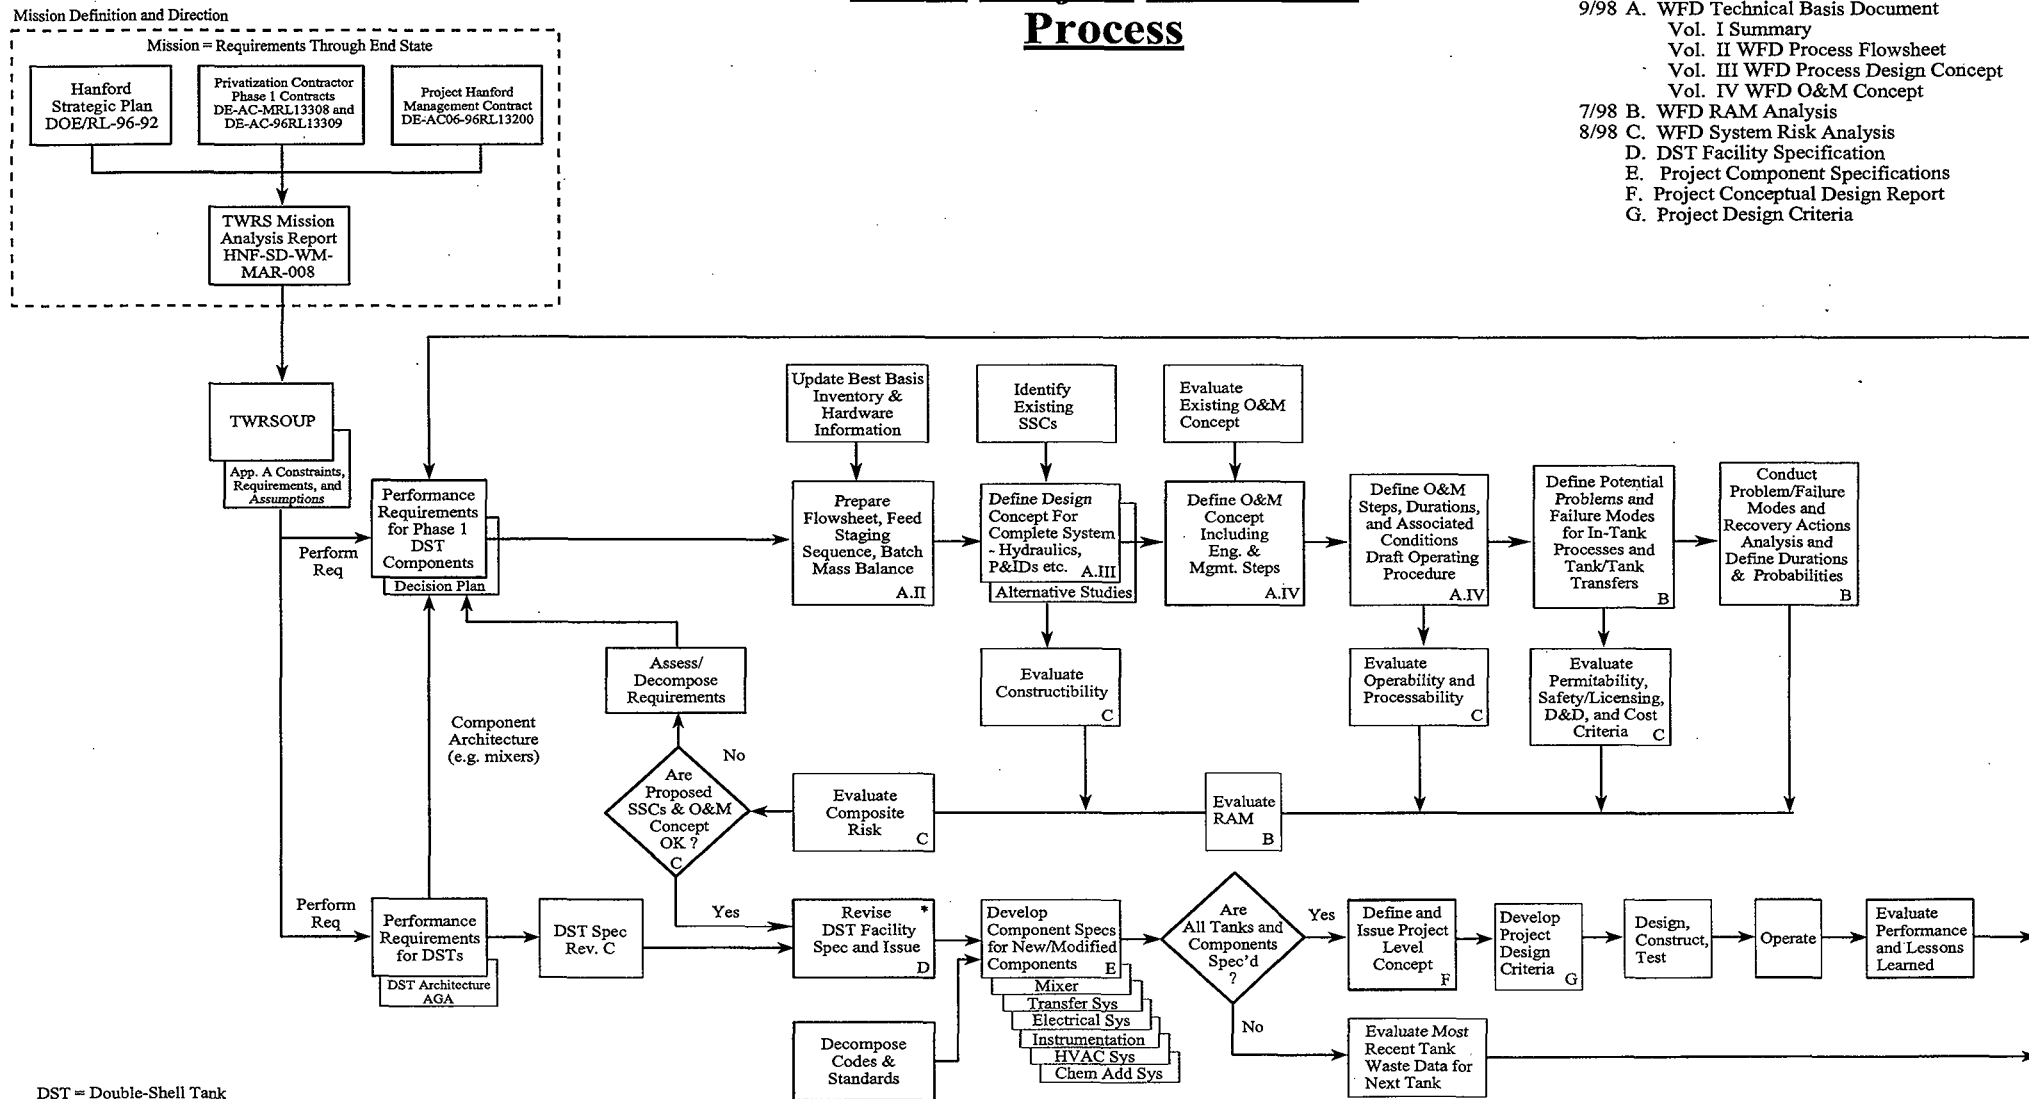 Mission Definition and Direction
Process
Mission = Requirements Through End State
Hanford
Strategic Plan
DOE/RL-96-92
Privatization Contractor
Phase 1 Contracts
DE-AC-MRL13308 and
DE-AC-96RL13309
Project Hanford
Management Contract
DE-AC06-96RL13200
TWRS Mission
Analysis Report
HNF-SD-WM-
MAR-008
9/98 A. WFD Technical Basis Document
Vol. I Summary
Vol. II WFD Process Flowsheet
Vol. III WFD Process Design Concept
Vol. IV WFD O&M Concept
7/98 B. WFD RAM Analysis
8/98 C. WFD System Risk Analysis
D. DST Facility Specification
E. Project Component Specifications
F. Project Conceptual Design Report
G. Project Design Criteria
TWRSOUP
App. A Constraints,
Requirements, and
Assumptions
Perform
Req
Performance
Requirements
for Phase 1
DST
Components
Decision Plan
Update Best Basis
Inventory &
Hardware
Information
Identify
Existing
SSCs
Evaluate
Existing O&M
Concept
Prepare
Flowsheet, Feed
Staging
Sequence, Batch
Mass Balance
A.II
Define Design
Concept For
Complete System
- Hydraulics,
P&IDs etc.
A.III
Alternative Studies
Define O&M
Concept
Including
Eng. &
Mgmt. Steps
A.IV
Define O&M
Steps, Durations,
and Associated
Conditions
Draft Operating
Procedure
A.IV
Define Potential
Problems and
Failure Modes
for In-Tank
Processes and
Tank/Tank
Transfers
B
Conduct
Problem/Failure
Modes and
Recovery Actions
Analysis and
Define Durations
& Probabilities
B
Assess/
Decompose
Requirements
Evaluate
Constructibility
C
Evaluate
Operability and
Processability
C
Evaluate
Permitability,
Safety/Licensing,
D&D, and Cost
Criteria
C
Component
Architecture
(e.g. mixers)
No
Are
Proposed
SSCs & O&M
Concept
OK ?
C
Evaluate
Composite
Risk
C
Evaluate
RAM
B
Perform
Req
Performance
Requirements
for DSTs
DST Architecture
AGA
DST Spec
Rev. C
Yes
Revise *
DST Facility
Spec and Issue
D
Develop
Component Specs
for New/Modified
Components
E
Mixer
Transfer Sys
Electrical Sys
Instrumentation
HVAC Sys
Chem Add Sys
Decompose
Codes &
Standards
Are
All Tanks and
Components
Spec'd
?
Yes
No
Define and
Issue Project
Level
Concept
F
Develop
Project
Design
Criteria
G
Design,
Construct,
Test
Operate
Evaluate
Performance
and Lessons
Learned
Evaluate Most
Recent Tank
Waste Data for
Next Tank
DST = Double-Shell Tank